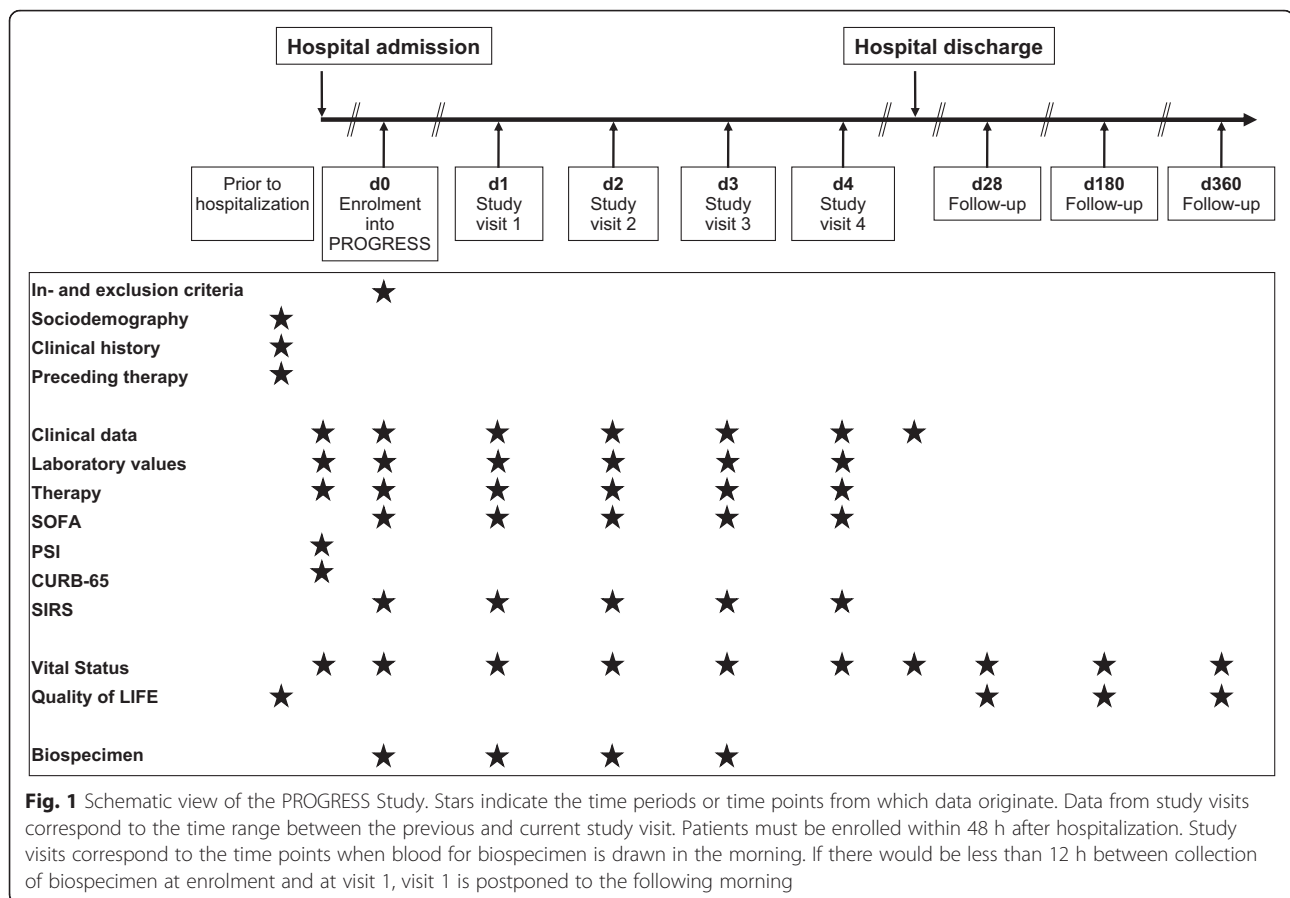 Hospital admission
Hospital discharge
Prior to
hospitalization
d0
Enrolment
into
PROGRESS
d1
Study
visit 1
d2
Study
visit 2
d3
Study
visit 3
d4
Study
visit 4
d28
Follow-up
d180
Follow-up
d360
Follow-up
In- and exclusion criteria
Sociodemography
Clinical history
Preceding therapy
Clinical data
Laboratory values
Therapy
SOFA
PSI
CURB-65
SIRS
Vital Status
Quality of LIFE
Biospecimen
Fig. 1 Schematic view of the PROGRESS Study. Stars indicate the time periods or time points from which data originate. Data from study visits
correspond to the time range between the previous and current study visit. Patients must be enrolled within 48 h after hospitalization. Study
visits correspond to the time points when blood for biospecimen is drawn in the morning. If there would be less than 12 h between collection
of biospecimen at enrolment and at visit 1, visit 1 is postponed to the following morning